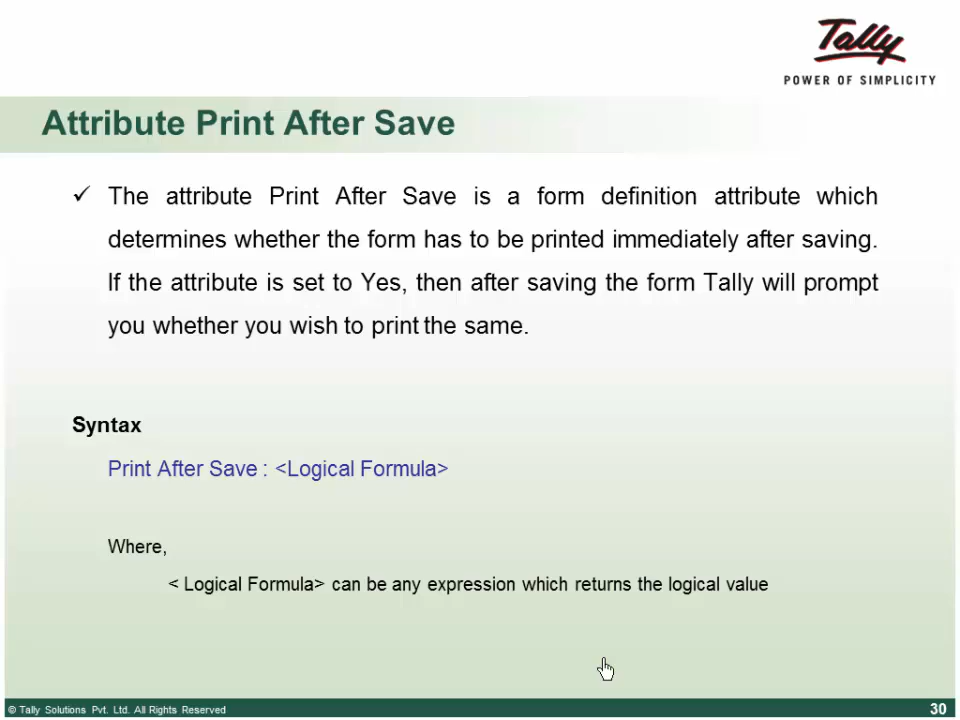 Tally
POWER OF SIMPLICITY
Attribute Print After Save
✓ The attribute Print After Save is a form definition attribute which
determines whether the form has to be printed immediately after saving.
If the attribute is set to Yes, then after saving the form Tally will prompt
you whether you wish to print the same.
Syntax
Print After Save : <Logical Formula>
Where,
< Logical Formula> can be any expression which returns the logical value
© Tally Solutions Pvt. Ltd. All Rights Reserved
30